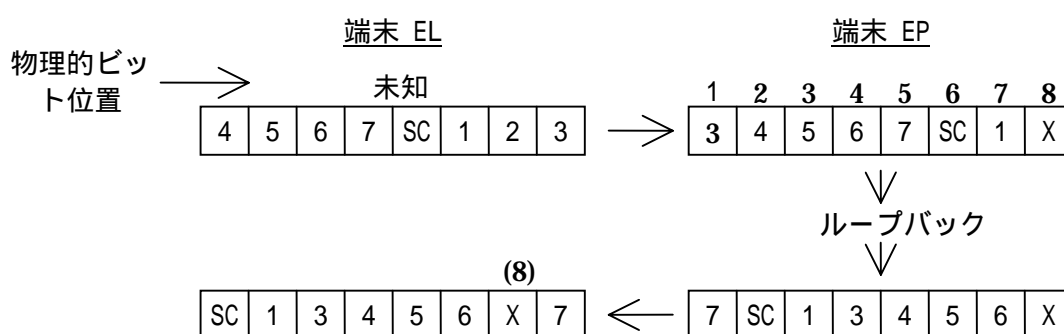 端末 EL
端末 EP
物理的ビッ
ト位置
未知
1 2 3 4 5 6 7 8
4 5 6 7 SC 1 2 3
3 4 5 6 7 SC 1 X
ループバック
(8)
SC 1 3 4 5 6 X 7
7 SC 1 3 4 5 6 X